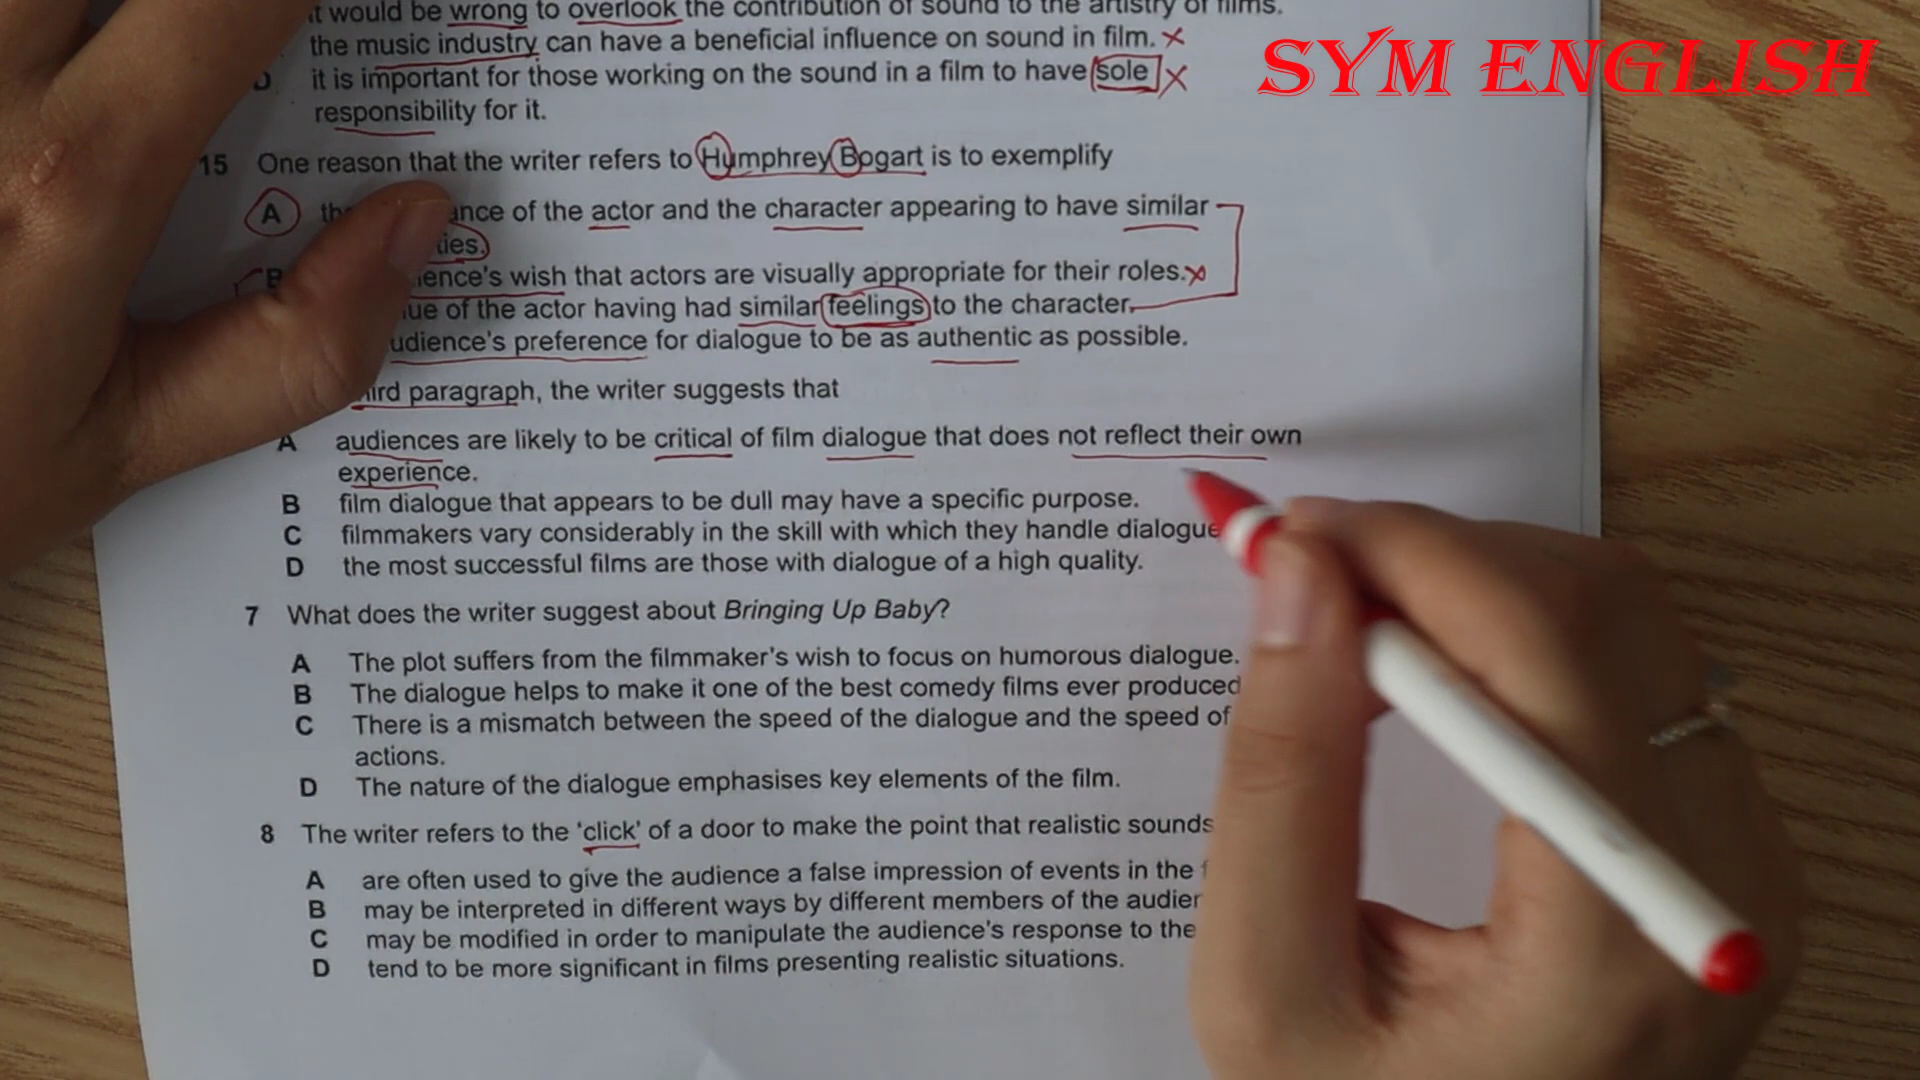 it would be wrong to overlook the contribution of sound to the artistry of films.
the music industry can have a beneficial influence on sound in film.
SYM ENGLISH
D it is important for those working on the sound in a film to have sole
responsibility for it.
15 One reason that the writer refers to Humphrey Bogart is to exemplify
A of the actor and the character appearing to have similar
B wish that actors are visually appropriate for their roles.
of the actor having had similar feelings to the character.
preference for dialogue to be as authentic as possible.
paragraph, the writer suggests that
A audiences are likely to be critical of film dialogue that does not reflect their own
experience.
B film dialogue that appears to be dull may have a specific purpose.
C filmmakers vary considerably in the skill with which they handle dialogue
D the most successful films are those with dialogue of a high quality.
7 What does the writer suggest about Bringing Up Baby?
A The plot suffers from the filmmaker's wish to focus on humorous dialogue.
B The dialogue helps to make it one of the best comedy films ever produced
C There is a mismatch between the speed of the dialogue and the speed of
actions.
D The nature of the dialogue emphasises key elements of the film.
8 The writer refers to the 'click' of a door to make the point that realistic sounds
A are often used to give the audience a false impression of events in the
B may be interpreted in different ways by different members of the
C may be modified in order to manipulate the audience's response to the
D tend to be more significant in films presenting realistic situations.